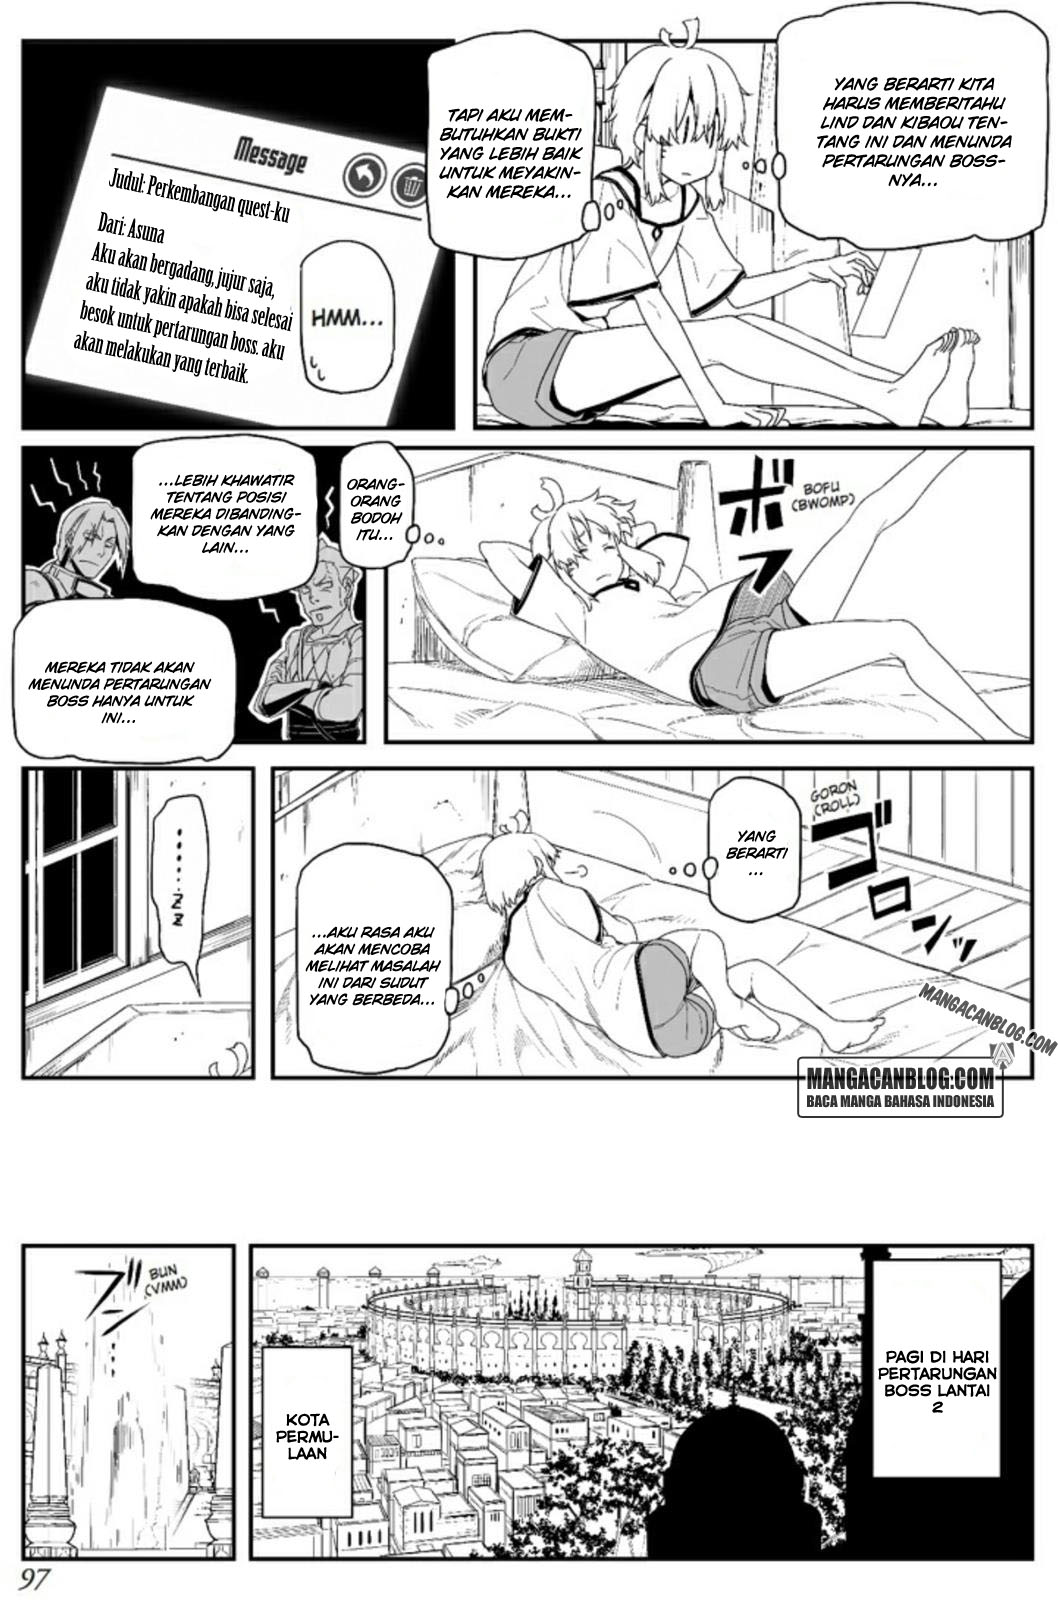 YANG BERARTI KITA
HARUS MEMBERITAHU
LIND DAN KIBAOU TEN-
TANG INI DAN MENUNDA
PERTARUNGAN BOSS-
NYA...
TAPI AKU MEM-
BUTUHKAN BUKTI
YANG LEBIH BAIK
UNTUK MEYAKIN-
KAN MEREKA...
Message
Judul: Perkembangan quest-ku
Dari: Asuna
Aku akan bergadang, jujur saja,
aku tidak yakin apakah bisa selesai
besok untuk pertarungan boss. aku
akan melakukan yang terbaik.
HMM...
ボフ
BOFU
(BWOMP)
ORANG-
ORANG
BODOH
ITU...
...LEBIH KHAWATIR
TENTANG POSISI
MEREKA DIBANDING-
KAN DENGAN YANG
LAIN...
MEREKA TIDAK AKAN
MENUNDA PERTARUNGAN
BOSS HANYA UNTUK
INI...
ゴロン
GORON
(ROLL)
YANG
BERARTI
...
...AKU RASA AKU
AKAN MENCOBA
MELIHAT MASALAH
INI DARI SUDUT
YANG BERBEDA...
......zz
MANGACANBLOG.COM
MANGACANBLOG.COM
BACA MANGA BAHASA INDONESIA
PAGI DI HARI
PERTARUNGAN
BOSS LANTAI
2
KOTA
PERMU-
LAAN
ブン
BUN
(VMM)
97